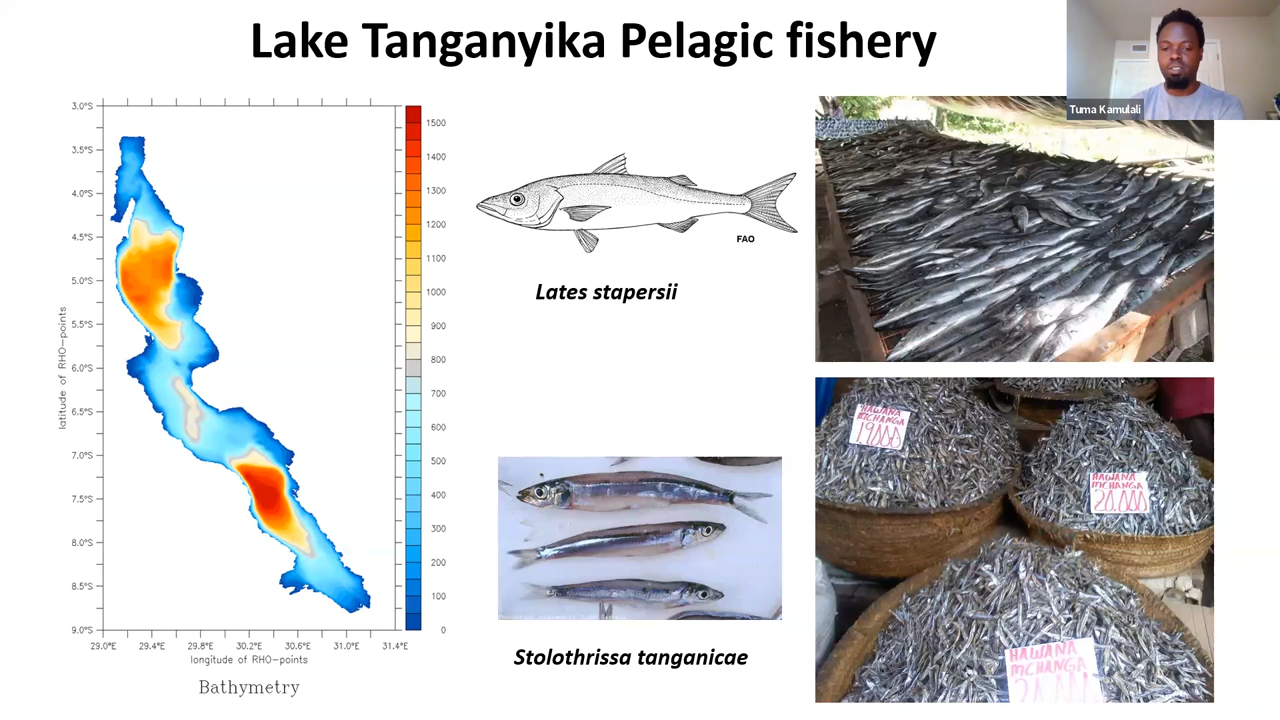 Lake Tanganyika Pelagic fishery
Tuma Kamulali
3.0°S
3.5°S
4.0°S
4.5°S
5.0°S
5.5°S
6.0°S
6.5°S
7.0°S
7.5°S
8.0°S
8.5°S
9.0°S
latitude of RHO-points
29.0°E 29.4°E 29.8°E 30.2°E 30.6°E 31.0°E 31.4°E
longitude of RHO-points
Bathymetry
1500
1400
1300
1200
1100
1000
900
800
700
600
500
400
300
200
100
0
FAO
Lates stapersii
Stolothrissa tanganicae
HAWANA
MCHANGA
19000
HAWANA
MCHANGA
20.000
HAWANA
MCHANGA